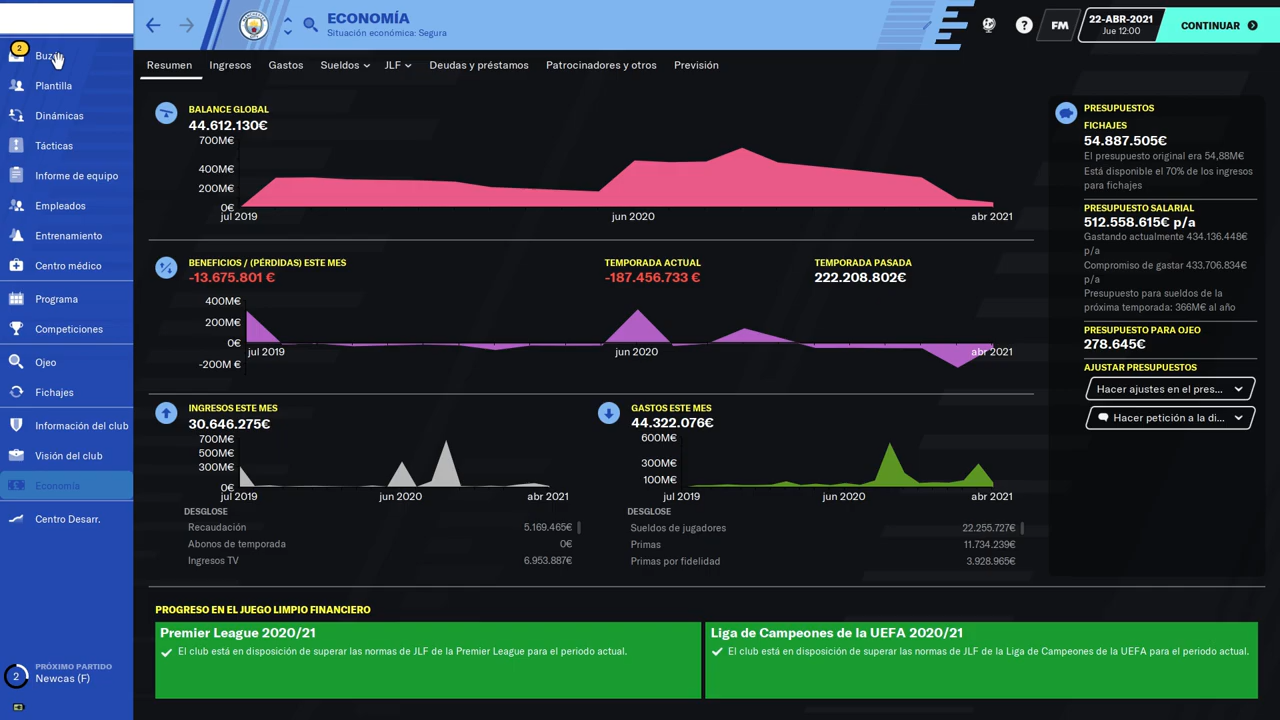 2
Buzón
Plantilla
Dinámicas
Tácticas
Informe de equipo
Empleados
Entrenamiento
Centro médico
Programa
Competiciones
Ojeo
Fichajes
Información del club
Visión del club
Economía
Centro Desarr.
2
PRÓXIMO PARTIDO
Newcas (F)
ECONOMÍA
Situación económica: Segura
?
FM
22-ABR-2021
Jue 12:00
CONTINUAR
Resumen Ingresos Gastos Sueldos JLF Deudas y préstamos Patrocinadores y otros Previsión
BALANCE GLOBAL
44.612.130€
700M€
400M€
200M€
0€
jul 2019 jun 2020 abr 2021
BENEFICIOS / (PÉRDIDAS) ESTE MES
-13.675.801 €
TEMPORADA ACTUAL
-187.456.733 €
TEMPORADA PASADA
222.208.802€
400M€
200M€
0€
-200M €
jul 2019 jun 2020 abr 2021
INGRESOS ESTE MES
30.646.275€
700M€
500M€
300M€
0€
jul 2019 jun 2020 abr 2021
DESGLOSE
Recaudación 5.169.465€
Abonos de temporada 0€
Ingresos TV 6.953.887€
GASTOS ESTE MES
44.322.076€
600M€
300M€
100M€
jul 2019 jun 2020 abr 2021
DESGLOSE
Sueldos de jugadores 22.255.727€
Primas 11.734.239€
Primas por fidelidad 3.928.965€
PRESUPUESTOS
FICHAJES
54.887.505€
El presupuesto original era 54,88M€
Está disponible el 70% de los ingresos
para fichajes
PRESUPUESTO SALARIAL
512.558.615€ p/a
Gastando actualmente 434.136.448€
p/a
Compromiso de gastar 433.706.834€
p/a
Presupuesto para sueldos de la
próxima temporada: 366M€ al año
PRESUPUESTO PARA OJEO
278.645€
AJUSTAR PRESUPUESTOS
Hacer ajustes en el pres...
Hacer petición a la di...
PROGRESO EN EL JUEGO LIMPIO FINANCIERO
Premier League 2020/21
El club está en disposición de superar las normas de JLF de la Premier League para el periodo actual.
Liga de Campeones de la UEFA 2020/21
El club está en disposición de superar las normas de JLF de la Liga de Campeones de la UEFA para el periodo actual.